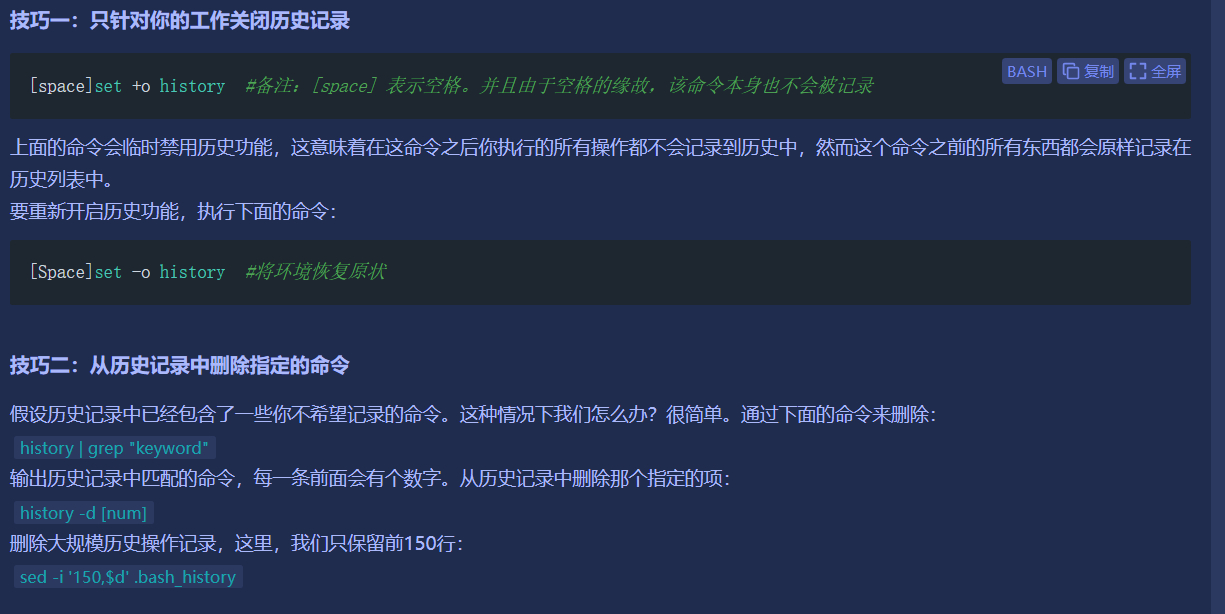 技巧一：只针对你的工作关闭历史记录
[space]set +o history  #备注：[space] 表示空格。并且由于空格的缘故，该命令本身也不会被记录
BASH 复制 全屏
上面的命令会临时禁用历史功能，这意味着在这命令之后你执行的所有操作都不会记录到历史中，然而这个命令之前的所有东西都会原样记录在
历史列表中。
要重新开启历史功能，执行下面的命令：
[Space]set -o history  #将环境恢复原状
技巧二：从历史记录中删除指定的命令
假设历史记录中已经包含了一些你不希望记录的命令。这种情况下我们怎么办？很简单。通过下面的命令来删除：
history | grep "keyword"
输出历史记录中匹配的命令，每一条前面会有个数字。从历史记录中删除那个指定的项：
history -d [num]
删除大规模历史操作记录，这里，我们只保留前150行：
sed -i '150,$d' .bash_history